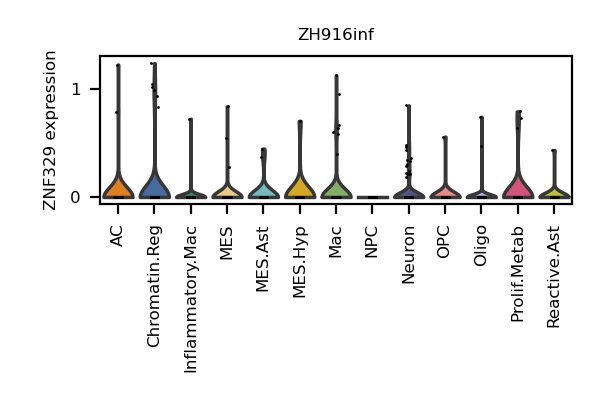 ZH916inf
ZNF329 expression
1
0
AC
Chromatin.Reg
Inflammatory.Mac
MES
MES.Ast
MES.Hyp
Mac
NPC
Neuron
OPC
Oligo
Prolif.Metab
Reactive.Ast